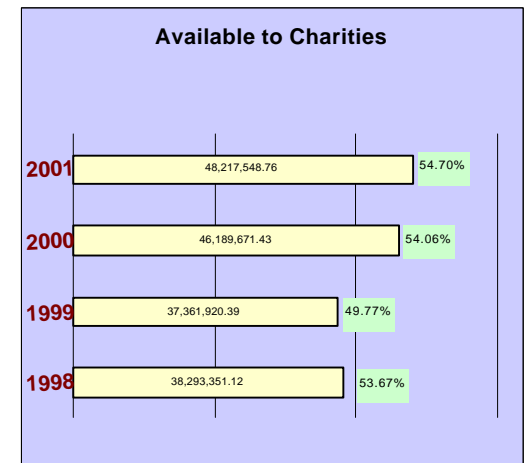 Available to Charities
2001 48,217,548.76 54.70%
2000 46,189,671.43 54.06%
1999 37,361,920.39 49.77%
1998 38,293,351.12 53.67%